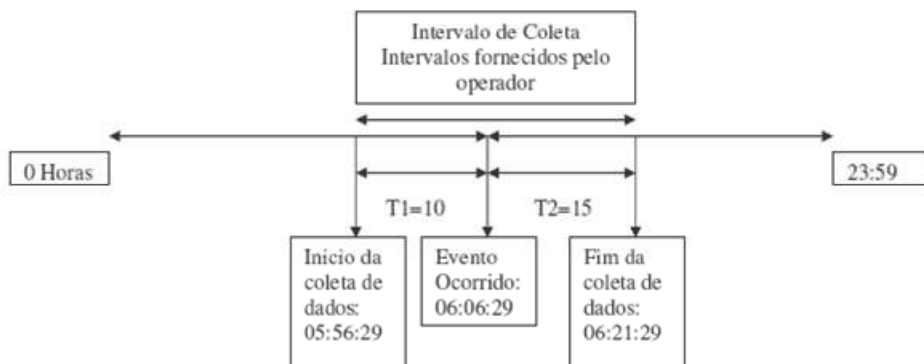 Intervalo de Coleta
Intervalos fornecidos pelo
operador
0 Horas
23:59
T1=10
T2=15
Inicio da
coleta de
dados:
05:56:29
Evento
Ocorrido:
06:06:29
Fim da
coleta de
dados:
06:21:29